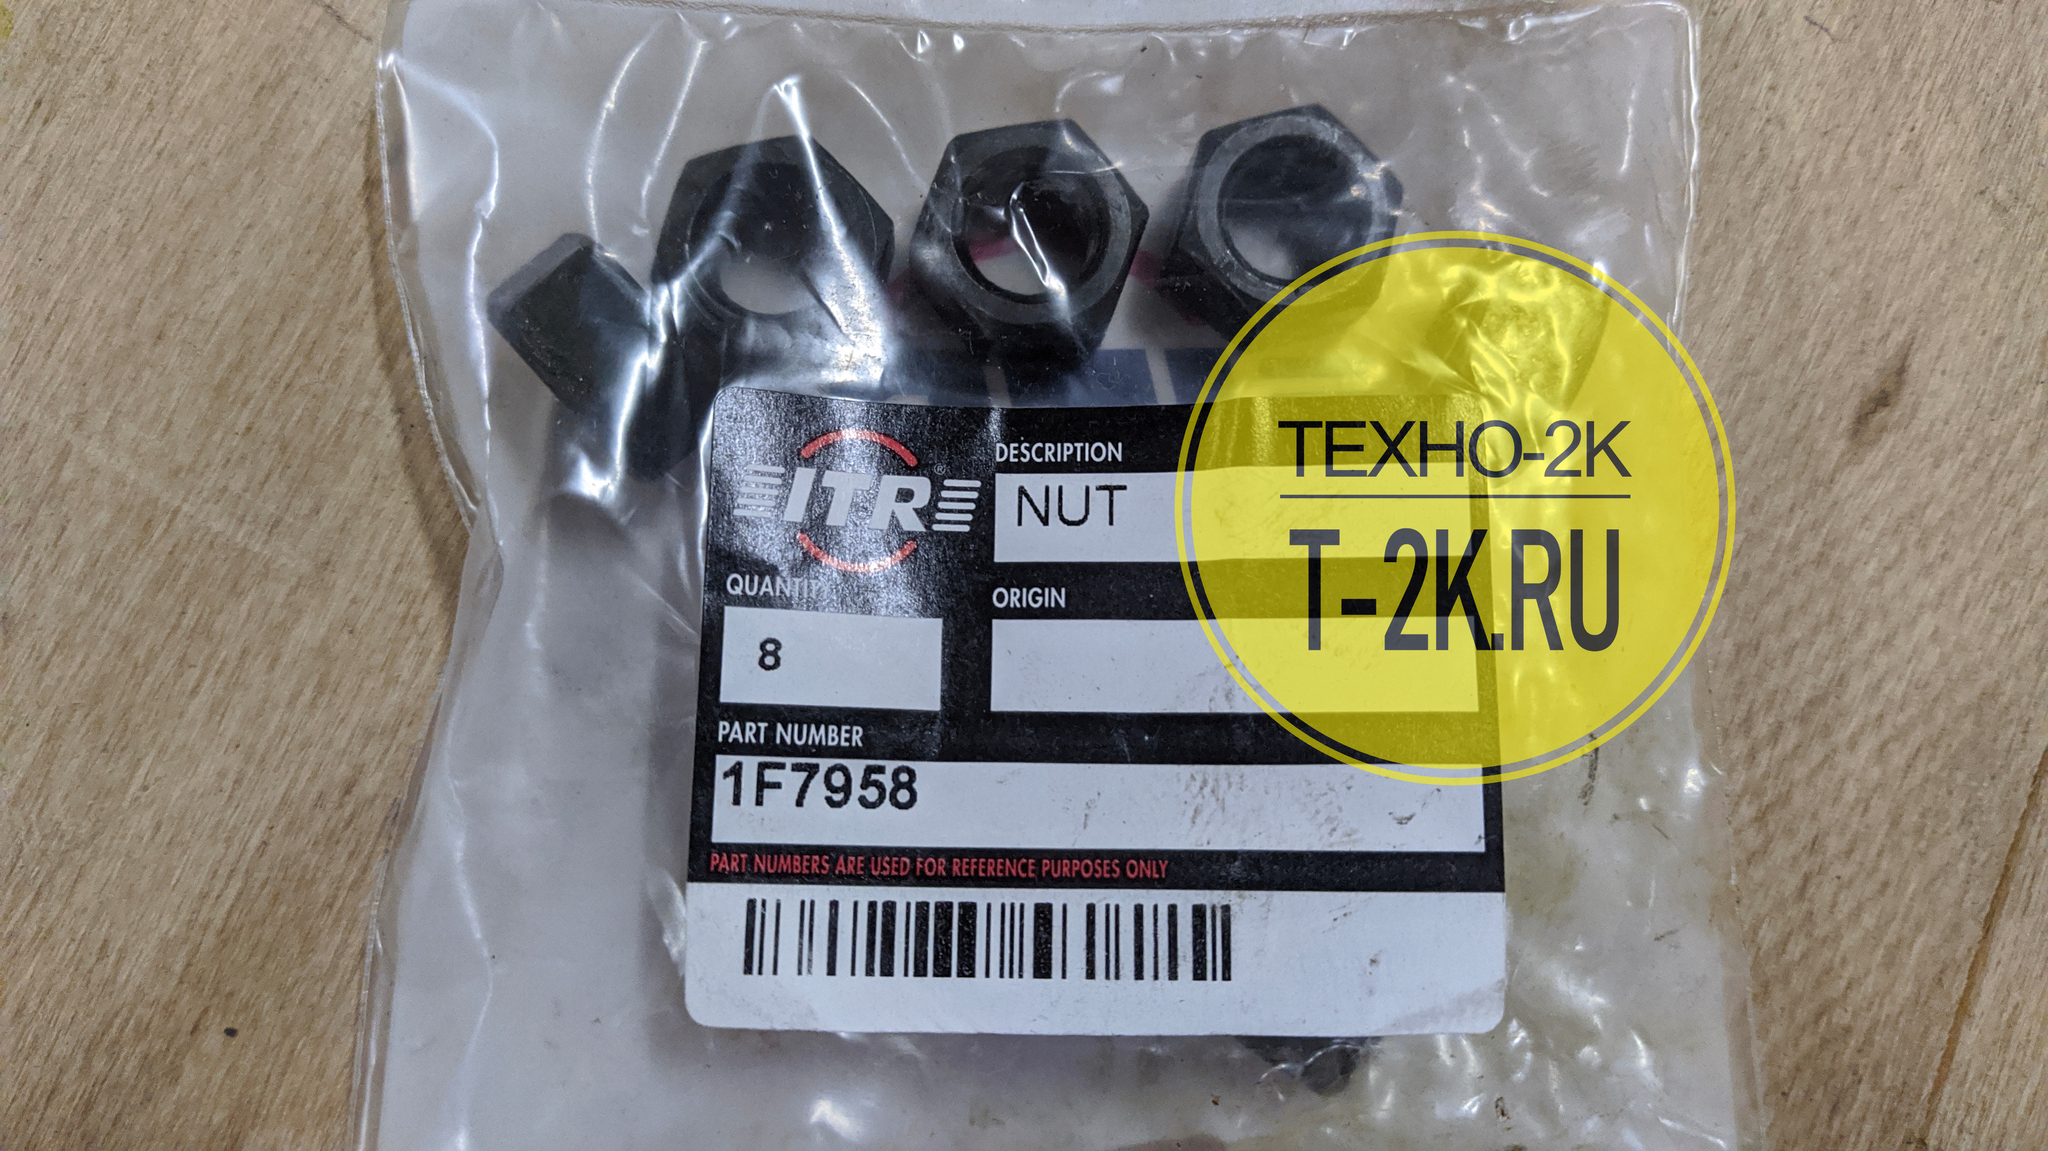 ITR®
DESCRIPTION
NUT
QUANTITY
8
ORIGIN
PART NUMBER
1F7958
PART NUMBERS ARE USED FOR REFERENCE PURPOSES ONLY
ТЕХНО-2К
T-2K.RU